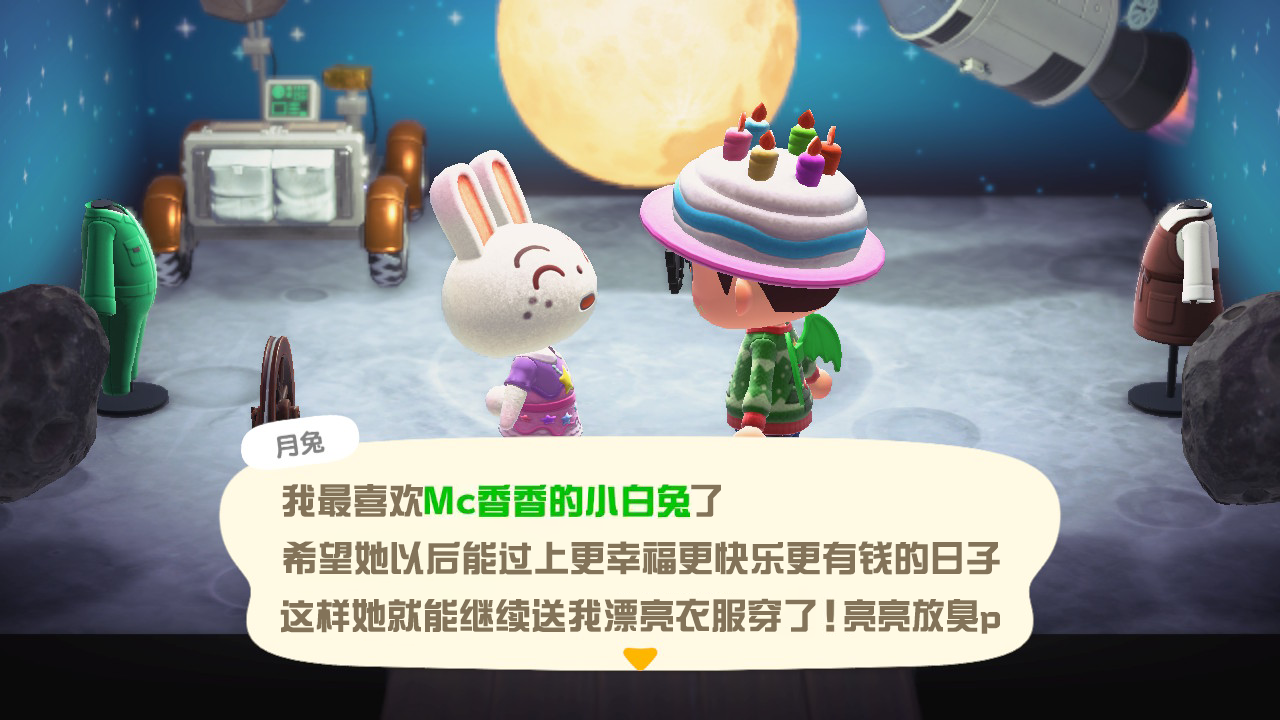 月兔
我最喜欢Mc香香的小白兔了
希望她以后能过上更幸福更快乐更有钱的日子
这样她就能继续送我漂亮衣服穿了！亮亮放臭p